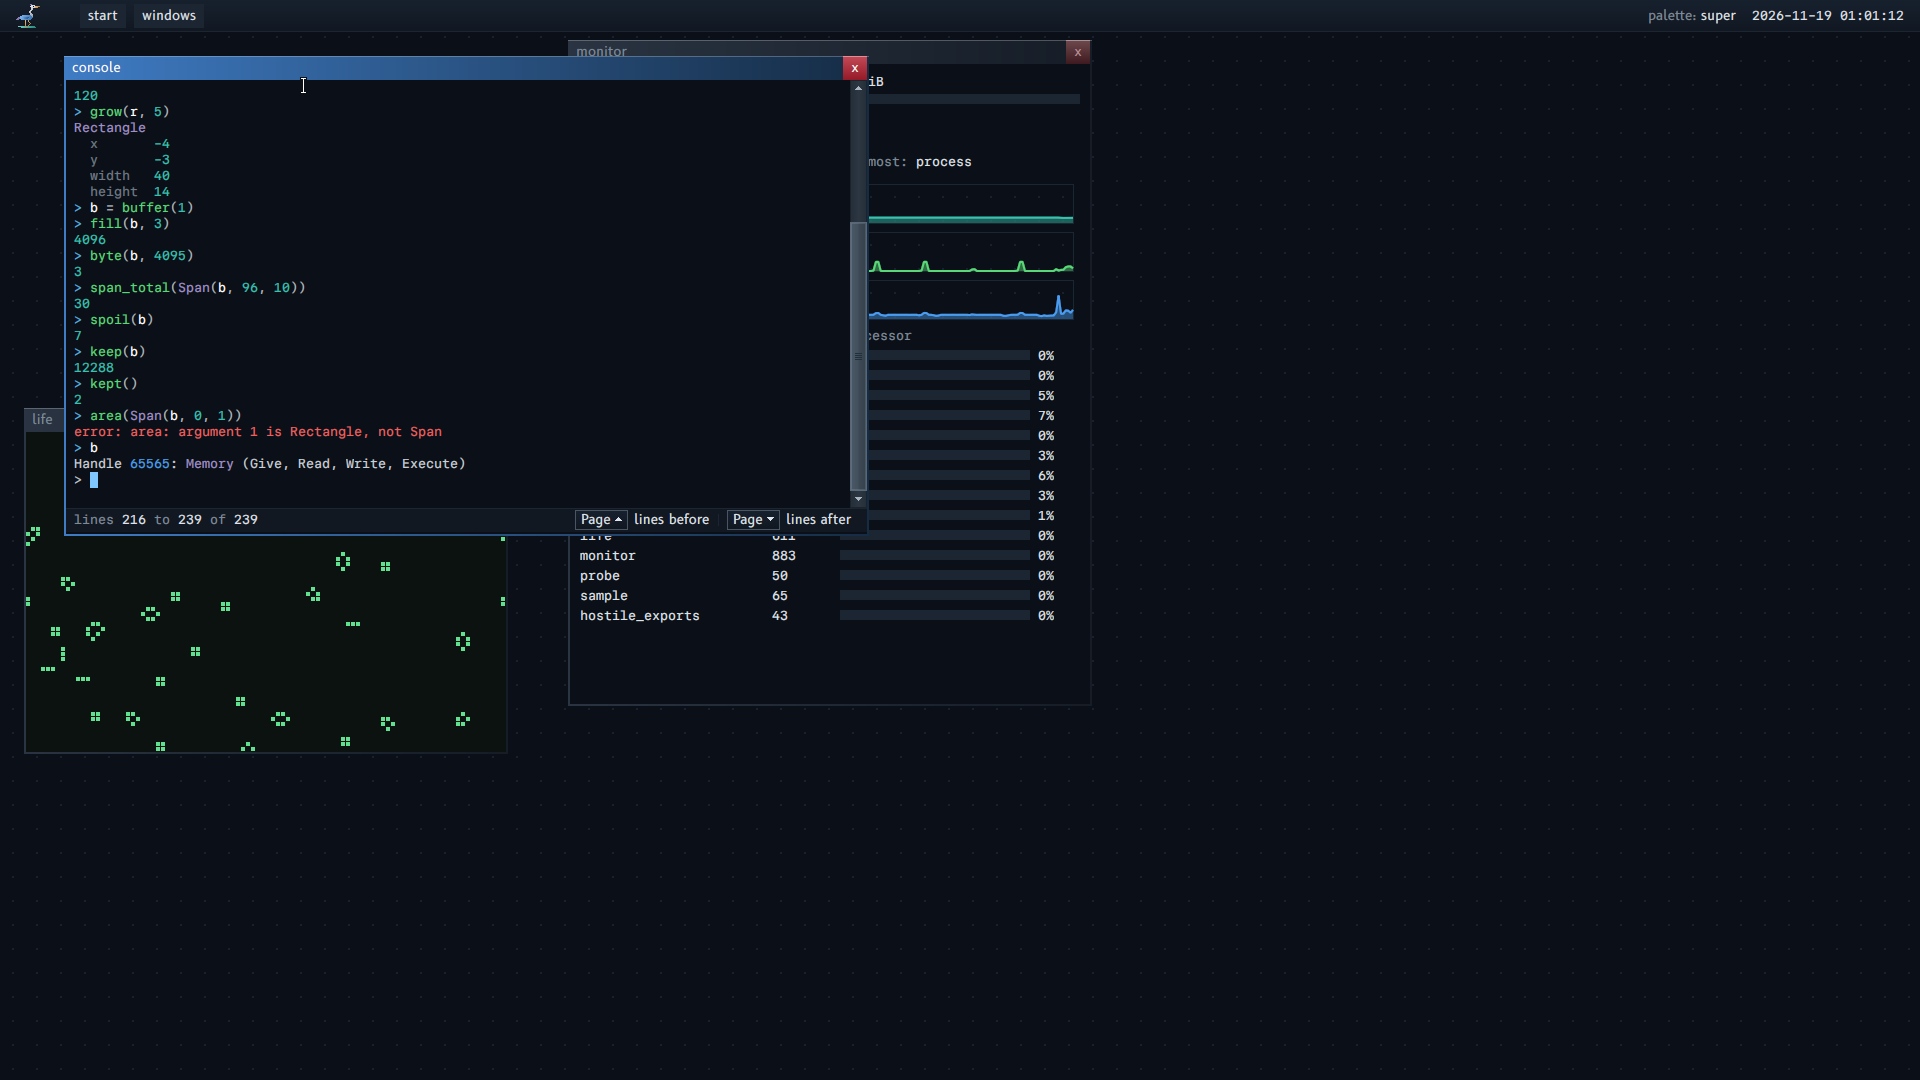 start windows palette: super 2026-11-19 01:01:12
monitor x
console x
iB
120
> grow(r, 5)
Rectangle
x -4
y -3
width 40
height 14
> b = buffer(1)
> fill(b, 3)
4096
> byte(b, 4095)
3
> span_total(Span(b, 96, 10))
30
> spoil(b)
7
> keep(b)
12288
> kept()
2
> area(Span(b, 0, 1))
error: area: argument 1 is Rectangle, not Span
> b
Handle 65565: Memory (Give, Read, Write, Execute)
>
lines 216 to 239 of 239 Page lines before Page lines after
most: process
cessor
0%
0%
5%
7%
0%
3%
6%
3%
1%
life 611 0%
monitor 883 0%
probe 50 0%
sample 65 0%
hostile_exports 43 0%
life